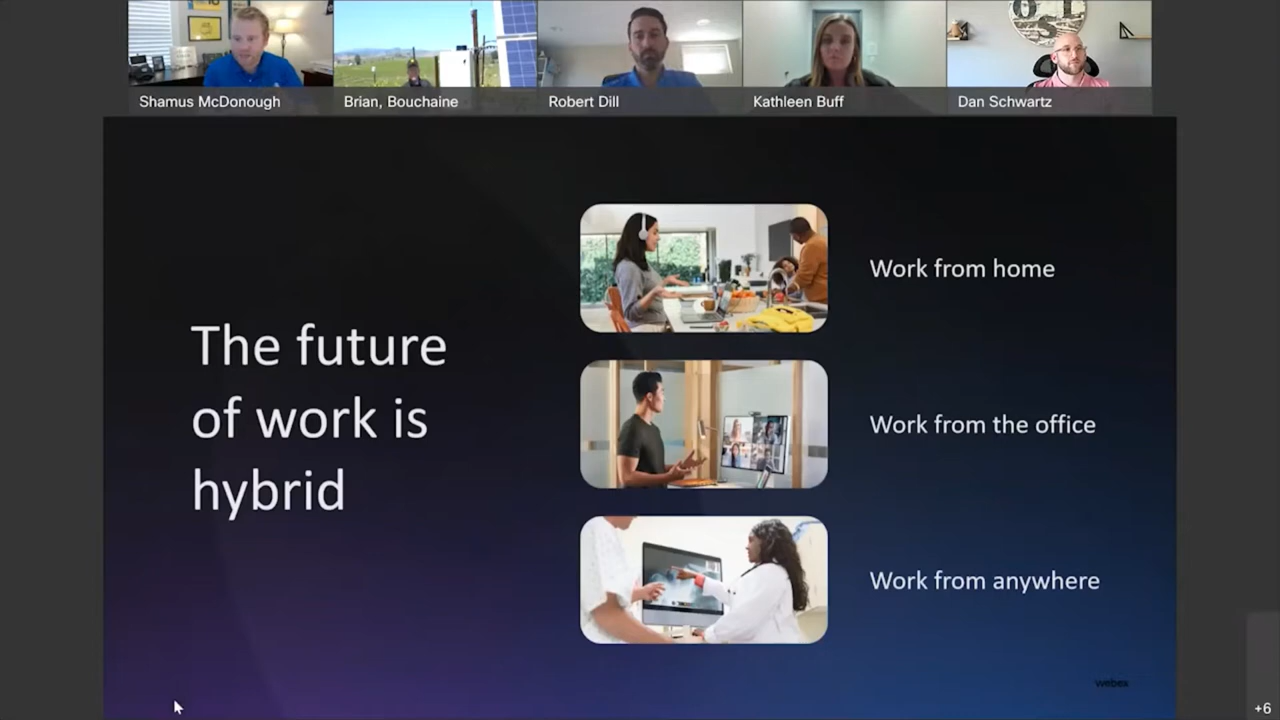 Shamus McDonough
Brian, Bouchaine
Robert Dill
Kathleen Buff
Dan Schwartz
The future
of work is
hybrid
Work from home
Work from the office
Work from anywhere
webex
+6